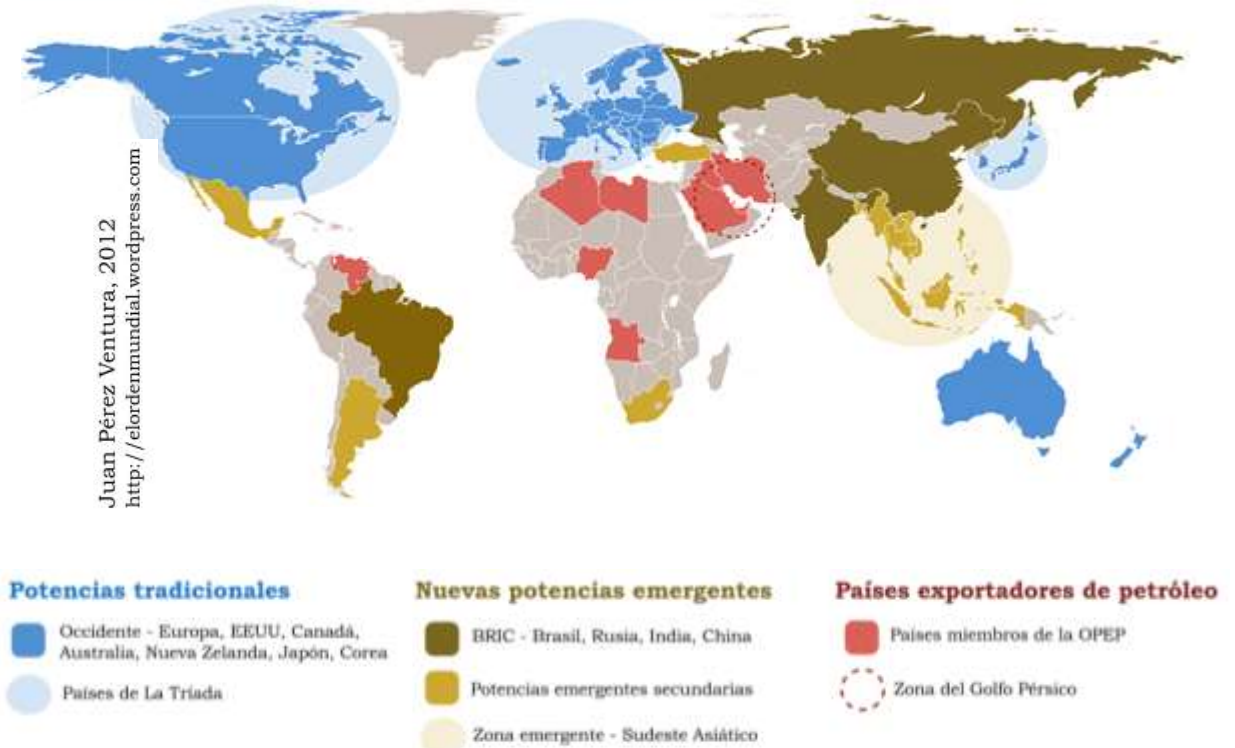 Juan Pérez Ventura, 2012
http://elordenmundial.wordpress.com
Potencias tradicionales
Occidente - Europa, EEUU, Canadá,
Australia, Nueva Zelanda, Japón, Corea
Países de La Tríada
Nuevas potencias emergentes
BRIC - Brasil, Rusia, India, China
Potencias emergentes secundarias
Zona emergente - Sudeste Asiático
Países exportadores de petróleo
Países miembros de la OPEP
Zona del Golfo Pérsico